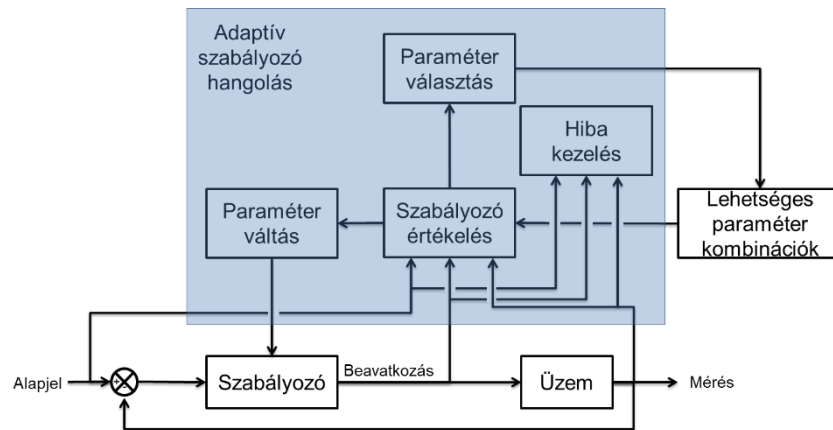 Adaptív
szabályozó
hangolás
Paraméter
választás
Hiba
kezelés
Paraméter
váltás
Szabályozó
értékelés
Lehetséges
paraméter
kombinációk
Alapjel
+
-
Szabályozó
Beavatkozás
Üzem
Mérés